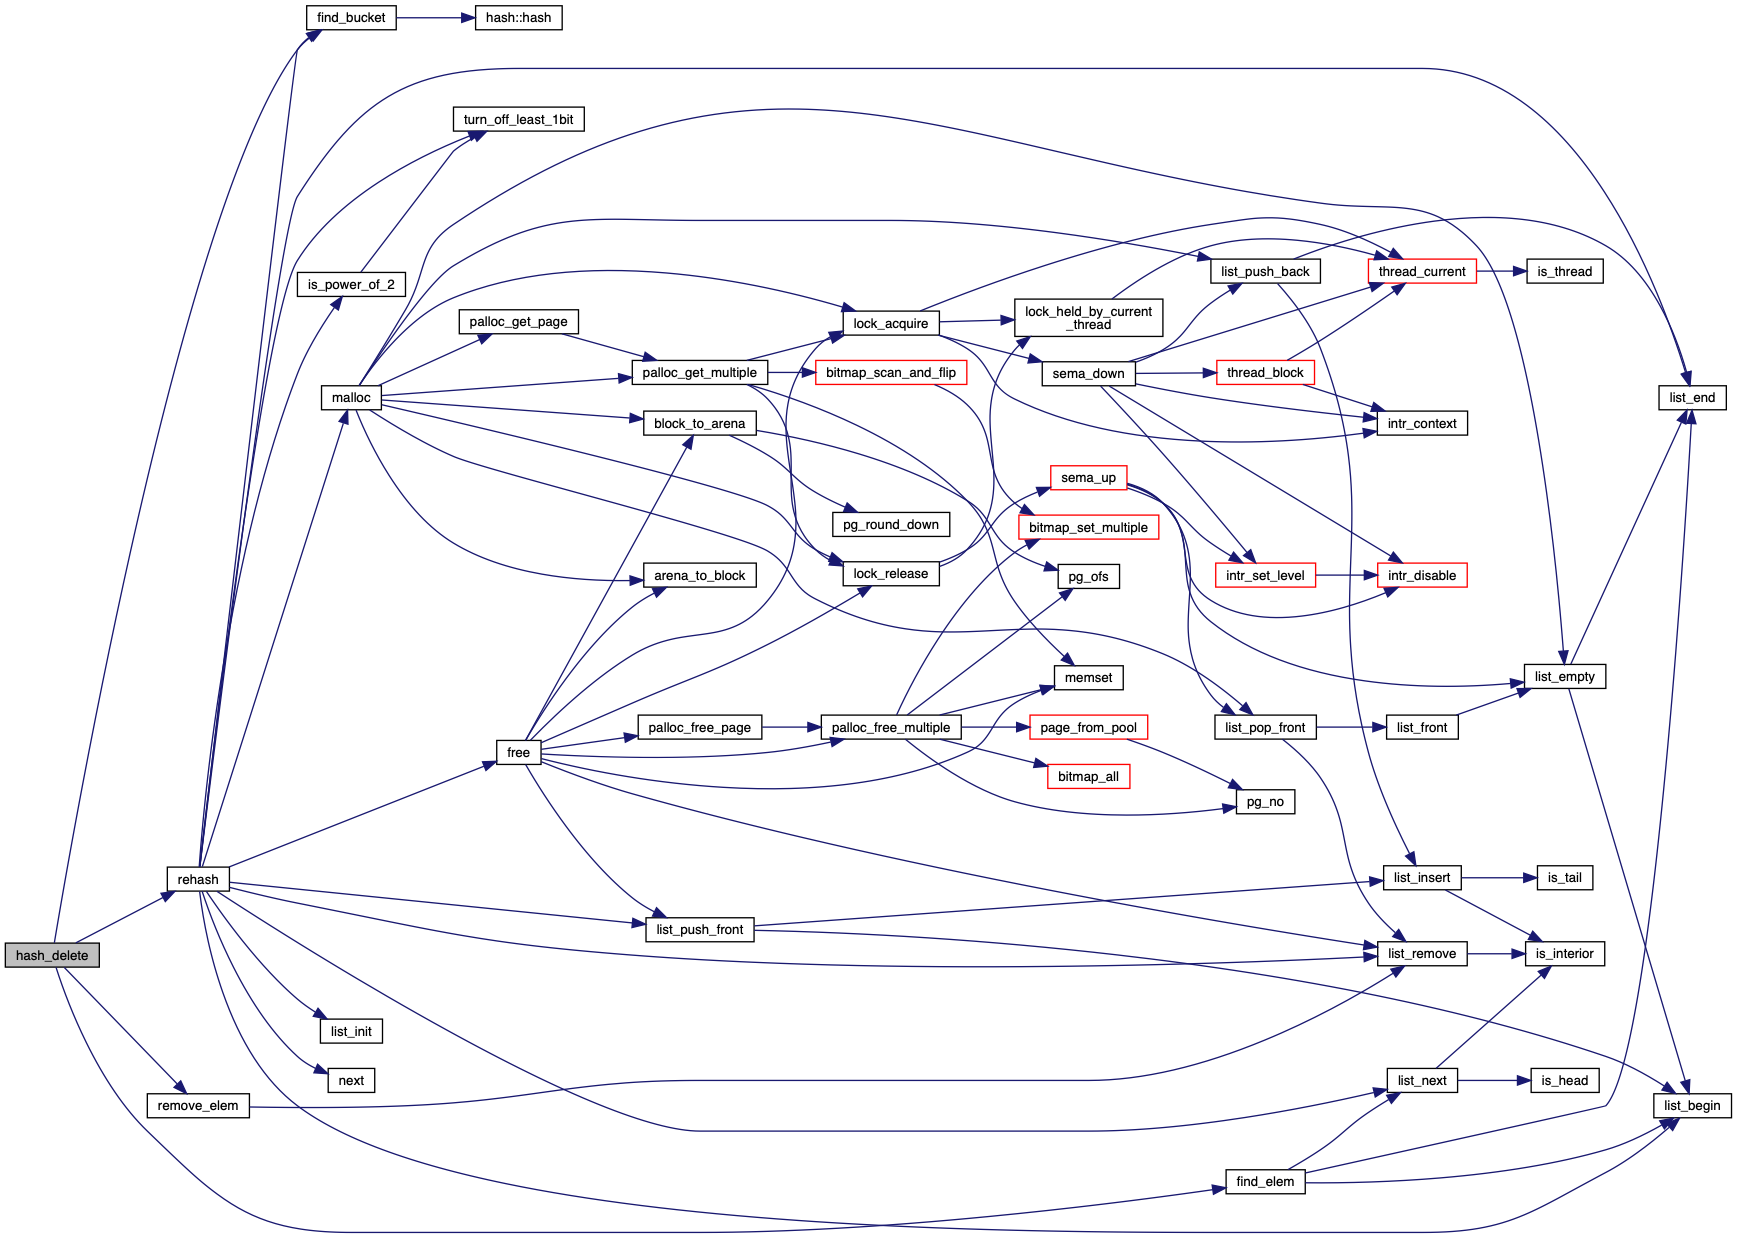 find_bucket
hash::hash
turn_off_least_1bit
is_power_of_2
list_push_back
thread_current
is_thread
palloc_get_page
lock_acquire
lock_held_by_current
_thread
palloc_get_multiple
bitmap_scan_and_flip
sema_down
thread_block
malloc
list_end
block_to_arena
intr_context
sema_up
pg_round_down
bitmap_set_multiple
arena_to_block
lock_release
pg_ofs
intr_set_level
intr_disable
memset
list_empty
free
palloc_free_page
palloc_free_multiple
page_from_pool
list_pop_front
list_front
bitmap_all
pg_no
rehash
list_insert
is_tail
list_push_front
hash_delete
list_remove
is_interior
list_init
next
list_next
is_head
remove_elem
list_begin
find_elem